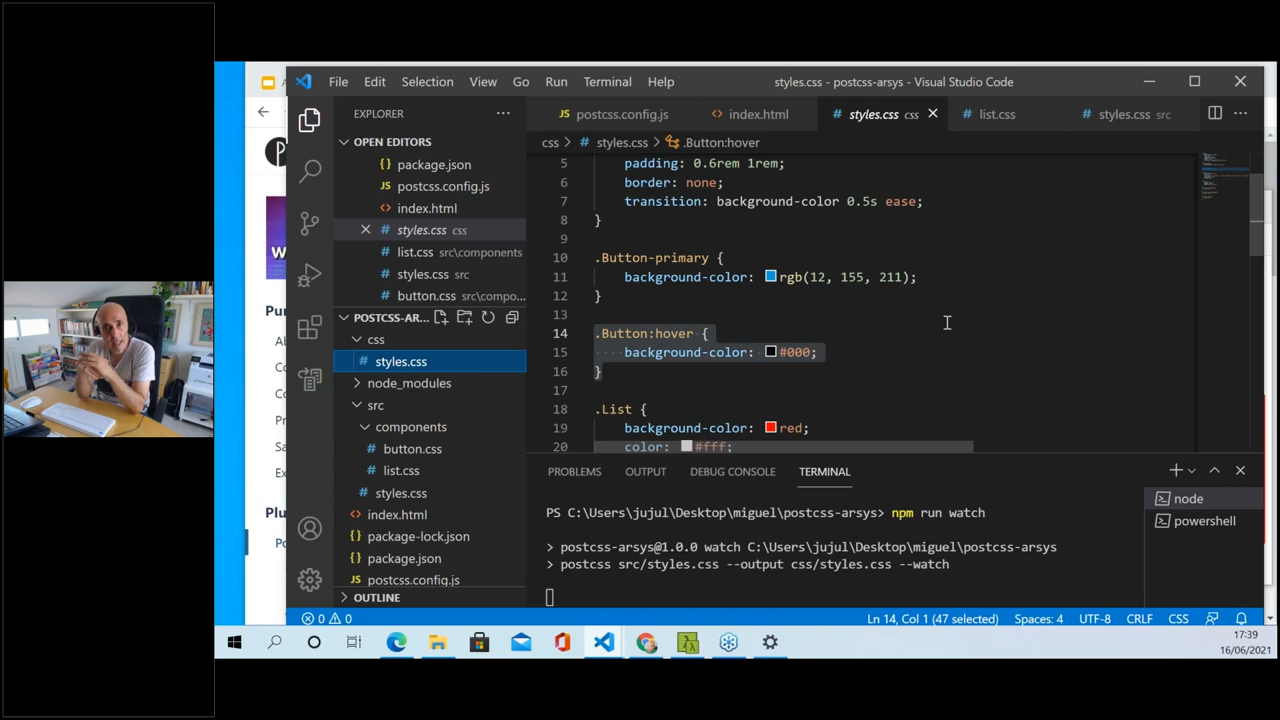 File Edit Selection View Go Run Terminal Help
styles.css - postcss-arsys - Visual Studio Code
EXPLORER
postcss.config.js
index.html
styles.css css
list.css
styles.css src
OPEN EDITORS
package.json
postcss.config.js
index.html
styles.css css
list.css src\components
styles.css src
button.css src\compo...
POSTCSS-AR...
css
styles.css
node_modules
src
components
button.css
list.css
styles.css
index.html
package-lock.json
package.json
postcss.config.js
OUTLINE
css > styles.css > .Button:hover
5 padding: 0.6rem 1rem;
6 border: none;
7 transition: background-color 0.5s ease;
8 }
9
10 .Button-primary {
11 background-color: rgb(12, 155, 211);
12 }
13
14 .Button:hover {
15 background-color: #000;
16 }
17
18 .List {
19 background-color: red;
20 color: #fff;
PROBLEMS OUTPUT DEBUG CONSOLE TERMINAL
PS C:\Users\jujul\Desktop\miguel\postcss-arsys> npm run watch
> postcss-arsys@1.0.0 watch C:\Users\jujul\Desktop\miguel\postcss-arsys
> postcss src/styles.css --output css/styles.css --watch
node
powershell
0 0
Ln 14, Col 1 (47 selected) Spaces: 4 UTF-8 CRLF CSS
17:39
16/06/2021